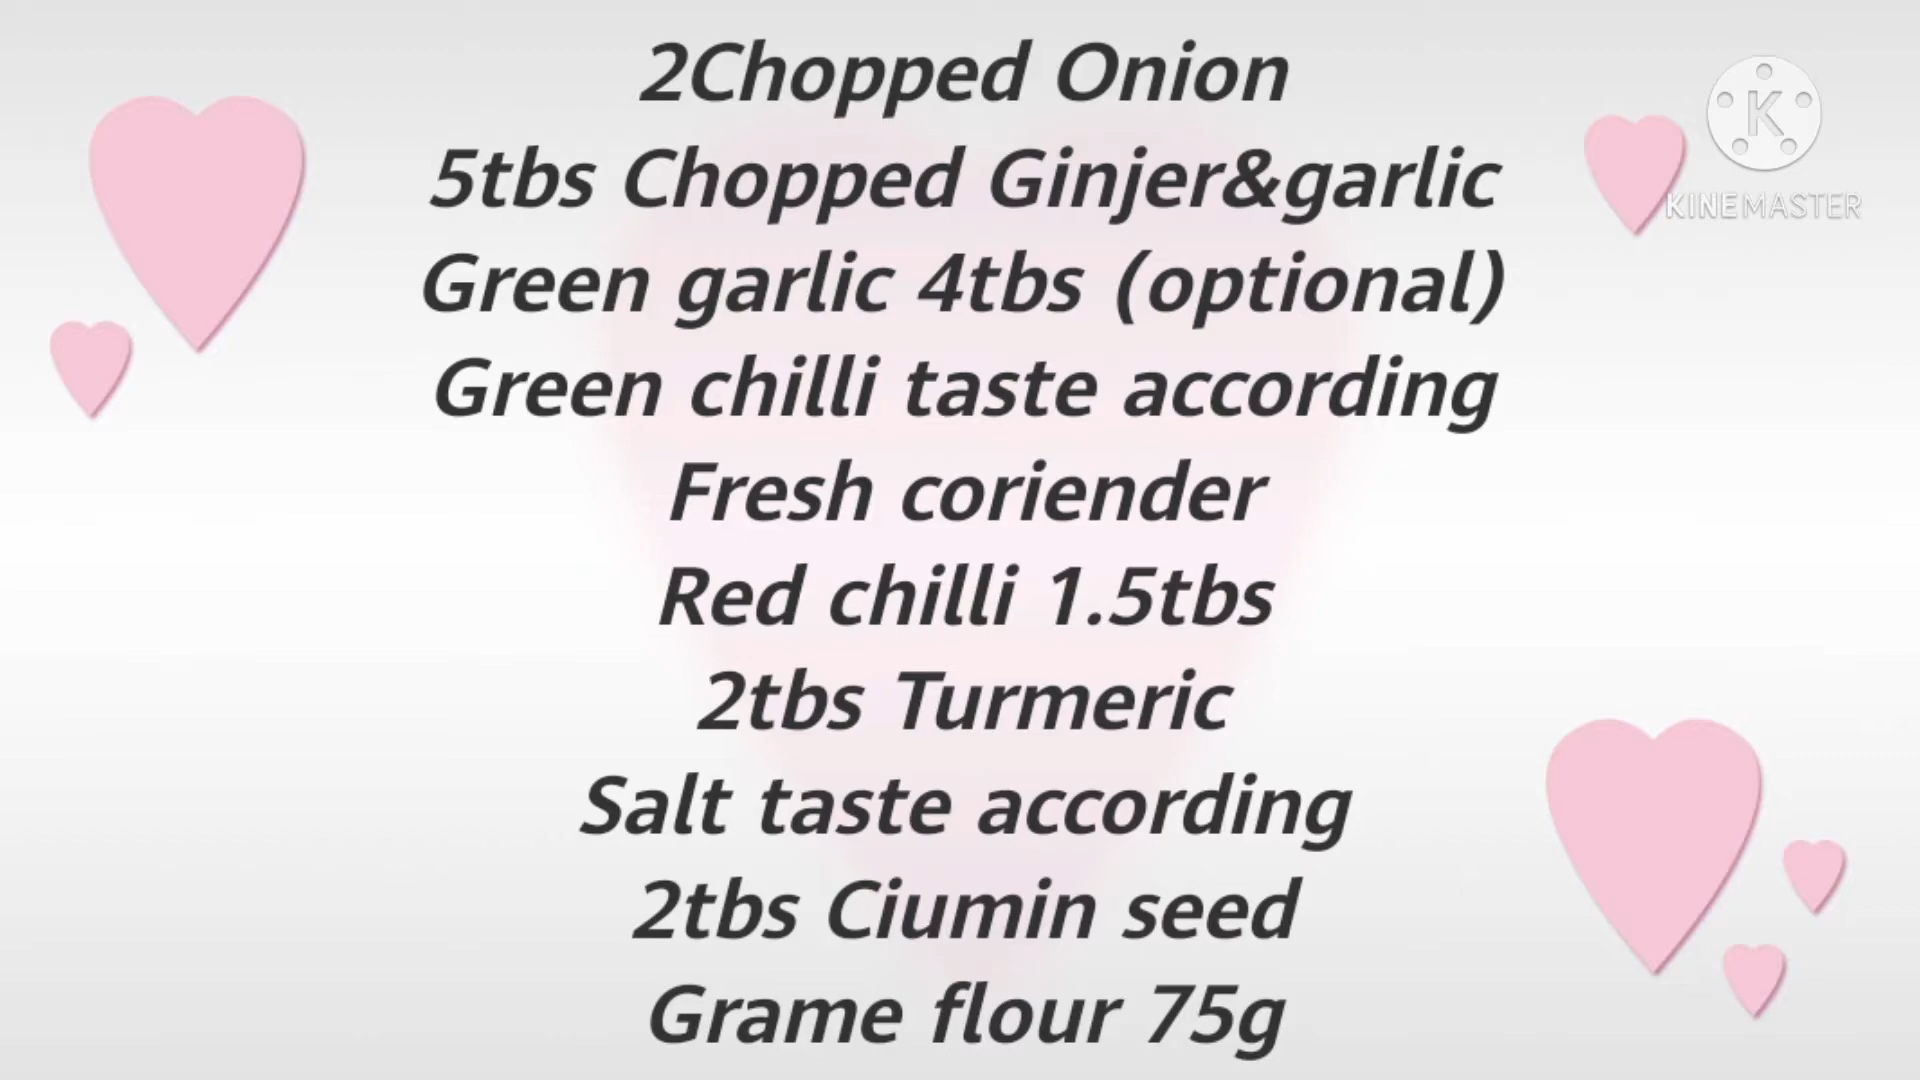 2Chopped Onion
5tbs Chopped Ginjer&garlic
Green garlic 4tbs (optional)
Green chilli taste according
Fresh coriender
Red chilli 1.5tbs
2tbs Turmeric
Salt taste according
2tbs Ciumin seed
Grame flour 75g
K
KINEMASTER